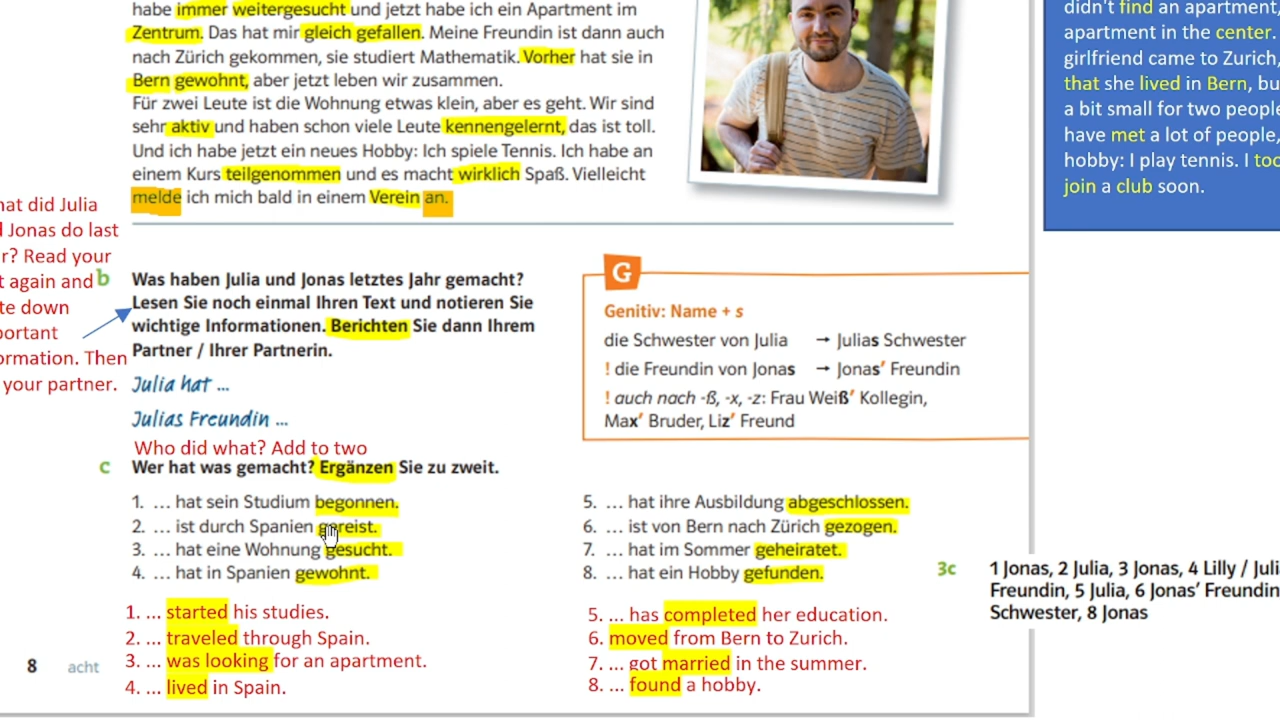 habe immer weitergesucht und jetzt habe ich ein Apartment im
Zentrum. Das hat mir gleich gefallen. Meine Freundin ist dann auch
nach Zürich gekommen, sie studiert Mathematik. Vorher hat sie in
Bern gewohnt, aber jetzt leben wir zusammen.
Für zwei Leute ist die Wohnung etwas klein, aber es geht. Wir sind
sehr aktiv und haben schon viele Leute kennengelernt, das ist toll.
Und ich habe jetzt ein neues Hobby: Ich spiele Tennis. Ich habe an
einem Kurs teilgenommen und es macht wirklich Spaß. Vielleicht
melde ich mich bald in einem Verein an.
didn't find an apartment,
apartment in the center.
girlfriend came to Zurich,
that she lived in Bern, bu
a bit small for two people
have met a lot of people,
hobby: I play tennis. I too
join a club soon.
hat did Julia
d Jonas do last
r? Read your
t again and
te down
portant
ormation. Then
your partner.
b Was haben Julia und Jonas letztes Jahr gemacht?
Lesen Sie noch einmal Ihren Text und notieren Sie
wichtige Informationen. Berichten Sie dann Ihrem
Partner / Ihrer Partnerin.
Julia hat ...
Julias Freundin ...
G
Genitiv: Name + s
die Schwester von Julia → Julias Schwester
! die Freundin von Jonas → Jonas' Freundin
! auch nach -ß, -x, -z: Frau Weiß' Kollegin,
Max' Bruder, Liz' Freund
Who did what? Add to two
c Wer hat was gemacht? Ergänzen Sie zu zweit.
1. ... hat sein Studium begonnen.
2. ... ist durch Spanien gereist.
3. ... hat eine Wohnung gesucht.
4. ... hat in Spanien gewohnt.
5. ... hat ihre Ausbildung abgeschlossen.
6. ... ist von Bern nach Zürich gezogen.
7. ... hat im Sommer geheiratet.
8. ... hat ein Hobby gefunden.
1. ... started his studies.
2. ... traveled through Spain.
3. ... was looking for an apartment.
4. ... lived in Spain.
5. ... has completed her education.
6. moved from Bern to Zurich.
7. ... got married in the summer.
8. ... found a hobby.
3c 1 Jonas, 2 Julia, 3 Jonas, 4 Lilly / Juli
Freundin, 5 Julia, 6 Jonas' Freundin
Schwester, 8 Jonas
8 acht